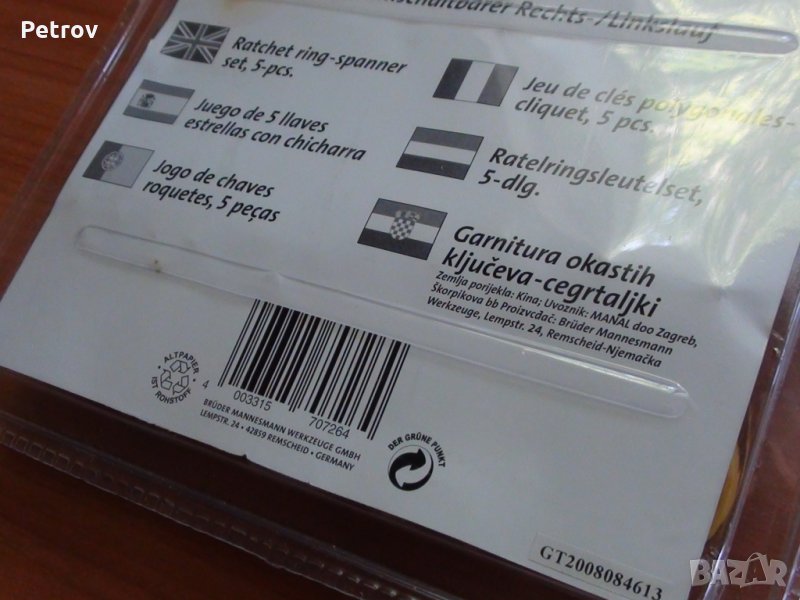 Petrov
Rechts-/Linkslauf
Ratchet ring-spanner
set, 5-pcs.
Juego de 5 llaves
estrellas con chicharra
Jogo de chaves
roquetes, 5 peças
Jeu de clés polygonales-
cliquet, 5 pcs.
Ratelringsleutelset,
5-dlg.
Garnitura okastih
ključeva-cegrtaljki
Zemlja porijekla: Kina; Uvoznik: MANAL doo Zagreb,
Škorpikova bb Proizvcđač: Brüder Mannesmann
Werkzeuge, Lempstr. 24, Remscheid-Njemačka
ALTPAPIER
IST ROHSTOFF
4 003315 707264
BRÜDER MANNESMANN WERKZEUGE GMBH
LEMPSTR. 24 • 42859 REMSCHEID • GERMANY
DER GRÜNE PUNKT
GT2008084613
BAZAR